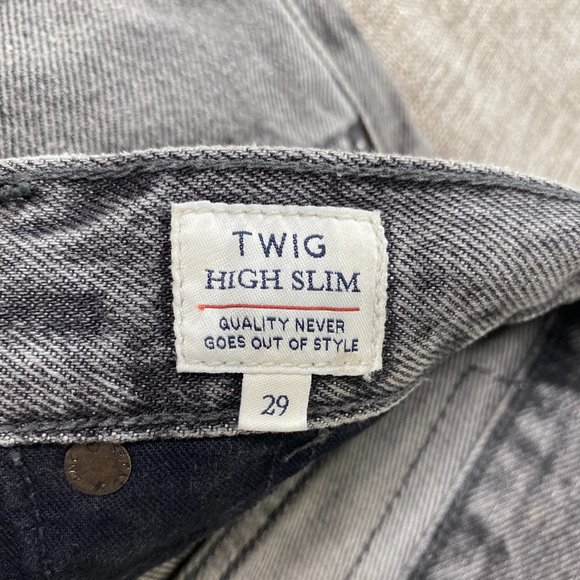 TWIG
HIGH SLIM
QUALITY NEVER
GOES OUT OF STYLE
29